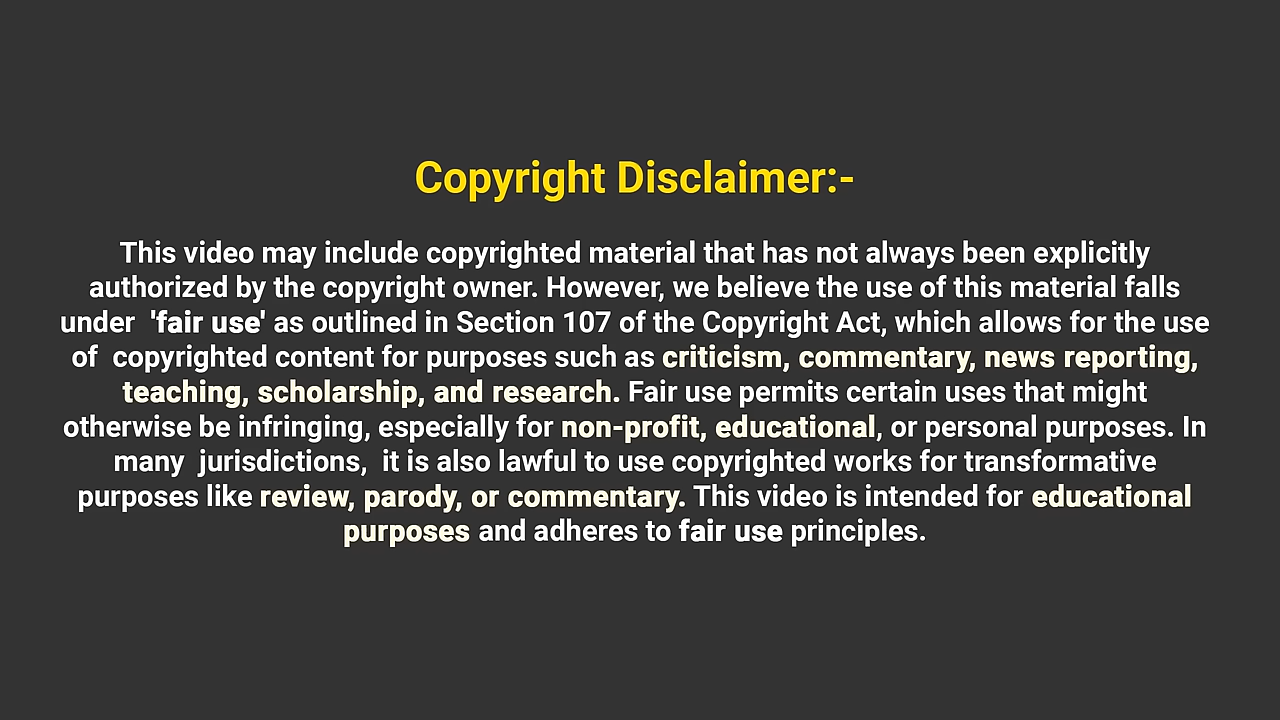 Copyright Disclaimer:-
This video may include copyrighted material that has not always been explicitly
authorized by the copyright owner. However, we believe the use of this material falls
under  'fair use' as outlined in Section 107 of the Copyright Act, which allows for the use
of  copyrighted content for purposes such as criticism, commentary, news reporting,
teaching, scholarship, and research. Fair use permits certain uses that might
otherwise be infringing, especially for non-profit, educational, or personal purposes. In
many  jurisdictions,  it is also lawful to use copyrighted works for transformative
purposes like review, parody, or commentary. This video is intended for educational
purposes and adheres to fair use principles.